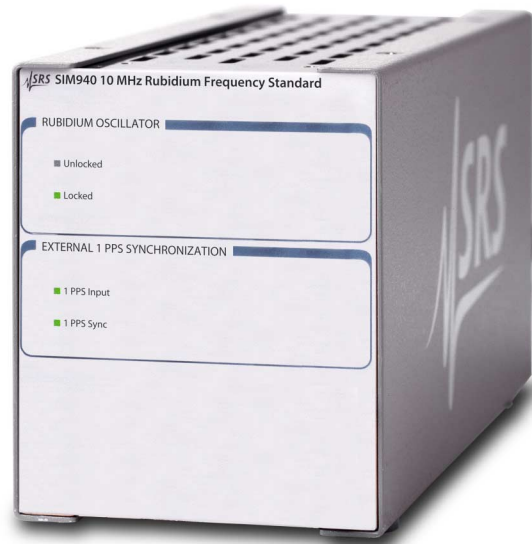 SRS SIM940 10 MHz Rubidium Frequency Standard
RUBIDIUM OSCILLATOR
Unlocked
Locked
EXTERNAL 1 PPS SYNCHRONIZATION
1 PPS Input
1 PPS Sync
SRS